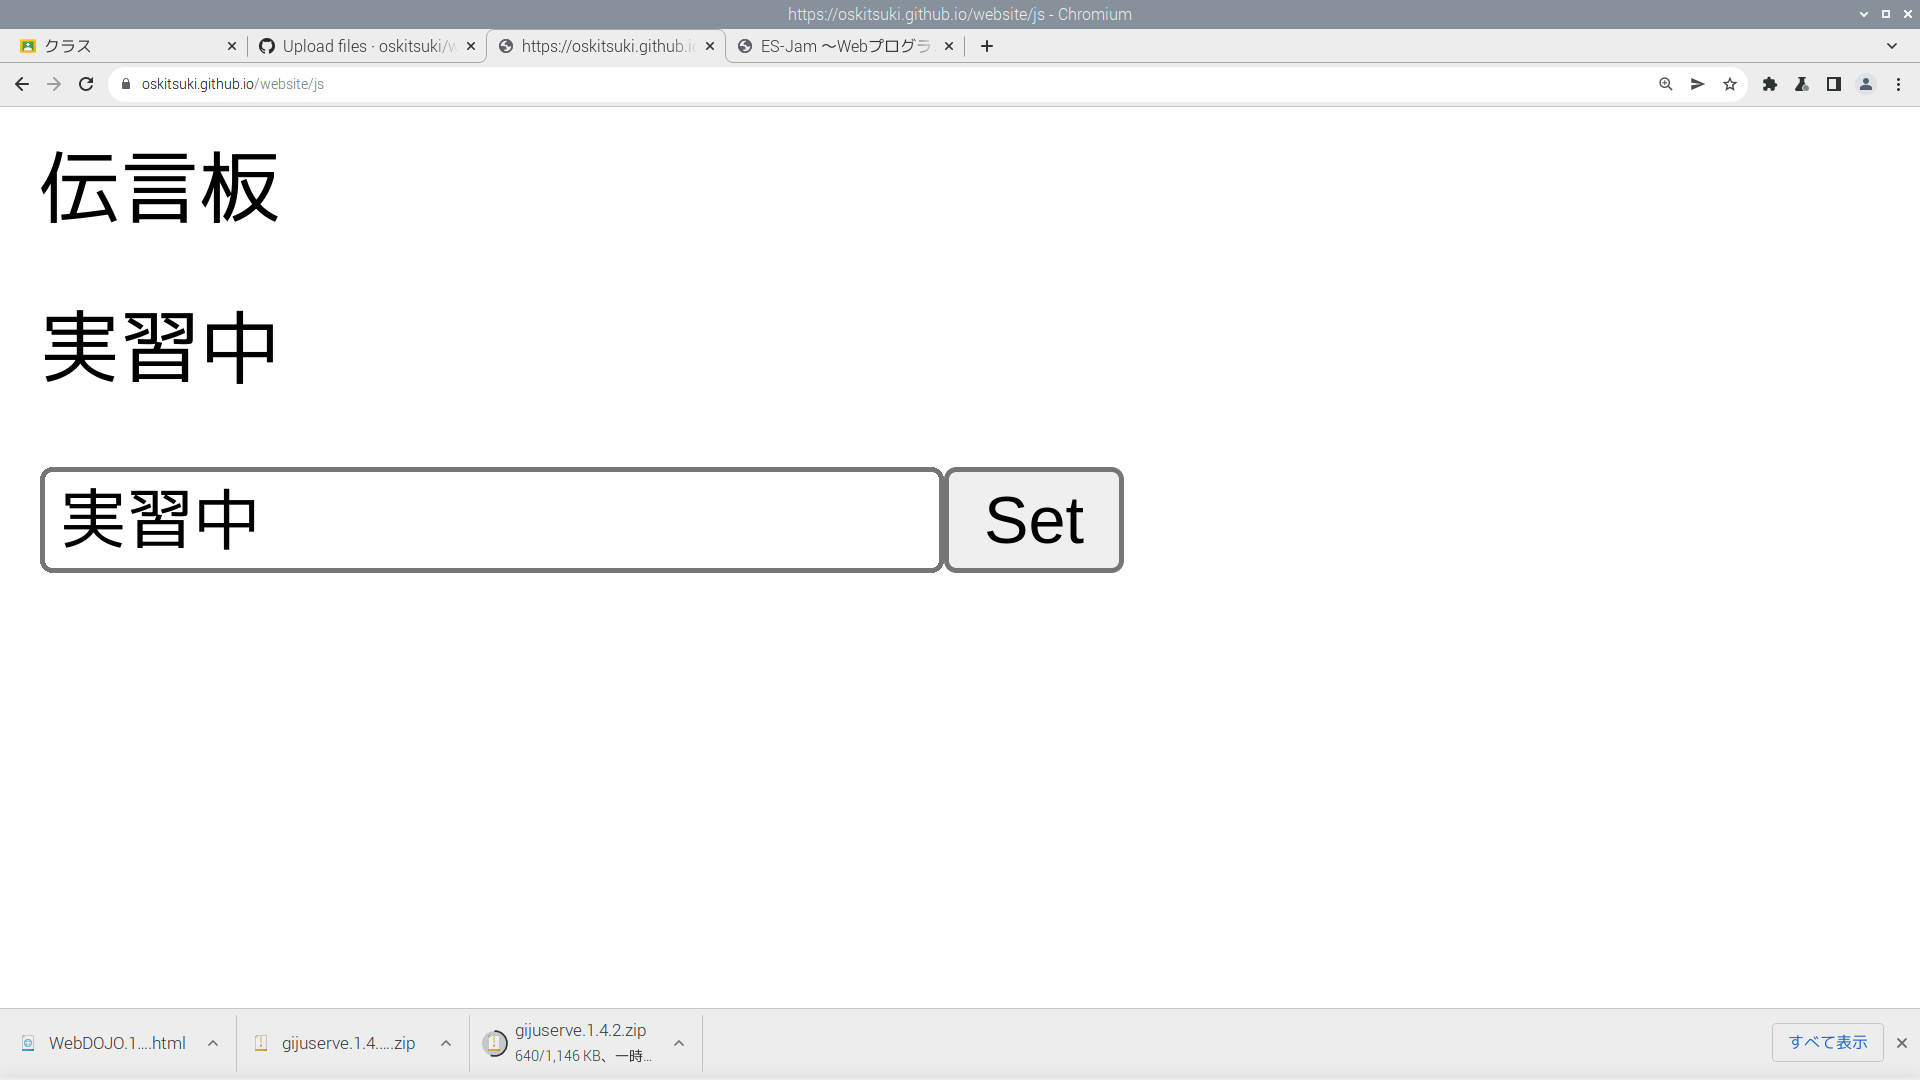 https://oskitsuki.github.io/website/js - Chromium
クラス
Upload files · oskitsuki/w
https://oskitsuki.github.i
ES-Jam ～Webプログラ
oskitsuki.github.io/website/js
伝言板
実習中
実習中
Set
WebDOJO.1....html
gijuserve.1.4.....zip
gijuserve.1.4.2.zip
640/1,146 KB、一時...
すべて表示